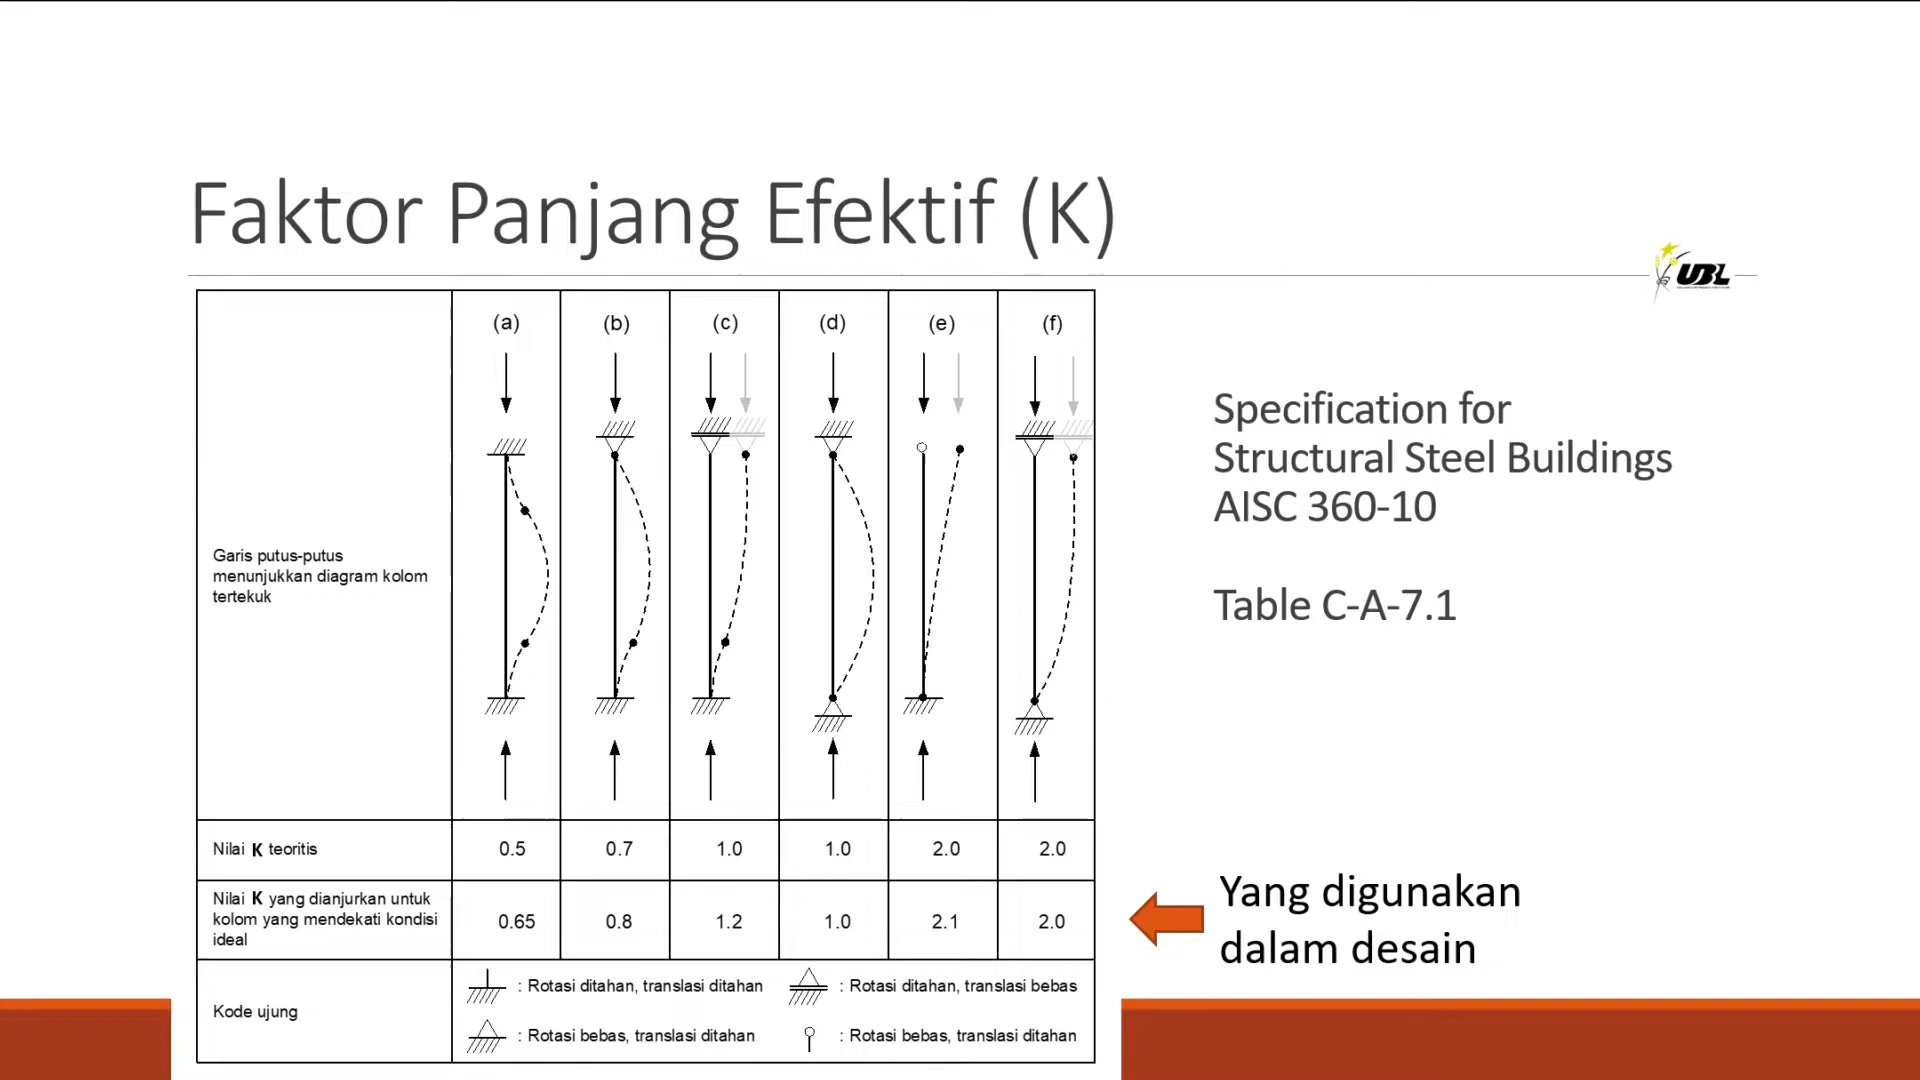 Faktor Panjang Efektif (K)
UBL
(a) (b) (c) (d) (e) (f)
Garis putus-putus
menunjukkan diagram kolom
tertekuk
Nilai K teoritis 0.5 0.7 1.0 1.0 2.0 2.0
Nilai K yang dianjurkan untuk
kolom yang mendekati kondisi
ideal
0.65 0.8 1.2 1.0 2.1 2.0
Kode ujung
: Rotasi ditahan, translasi ditahan
: Rotasi ditahan, translasi bebas
: Rotasi bebas, translasi ditahan
: Rotasi bebas, translasi ditahan
Specification for
Structural Steel Buildings
AISC 360-10
Table C-A-7.1
Yang digunakan
dalam desain